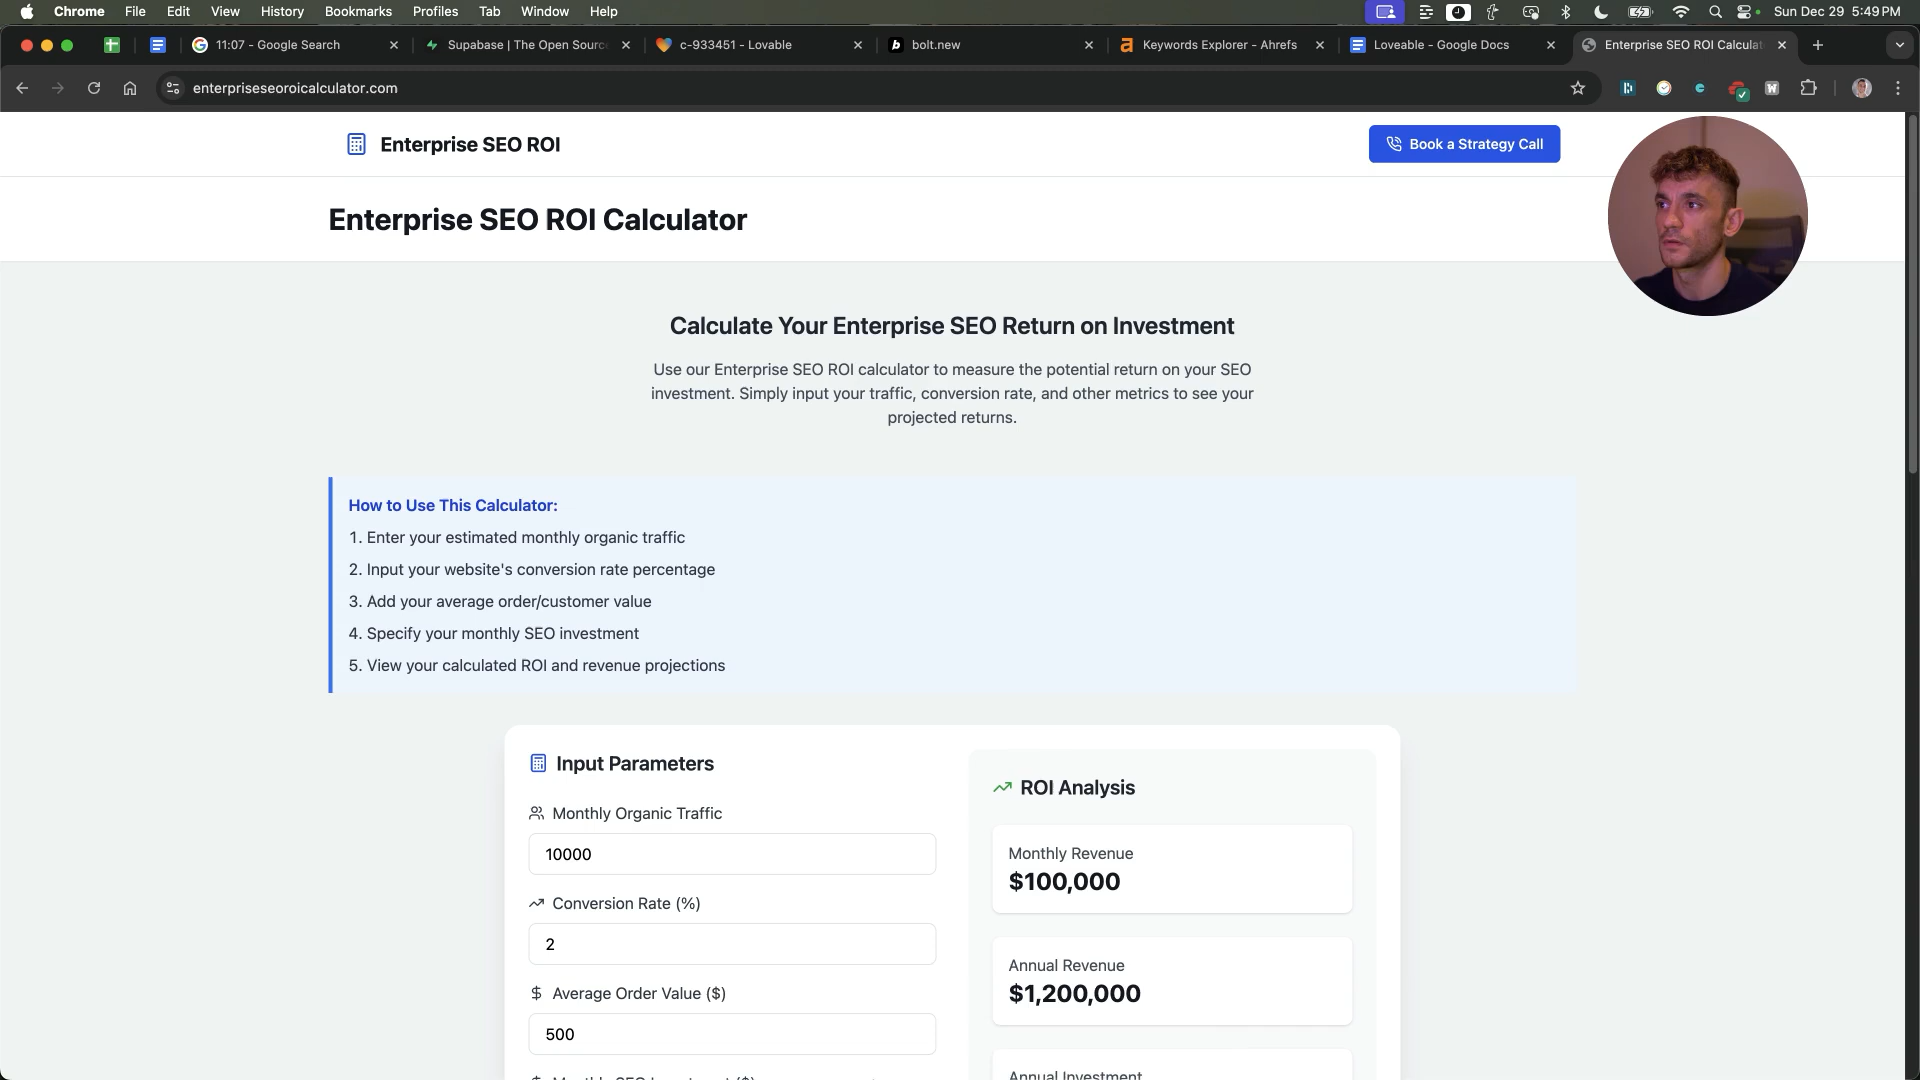 Chrome File Edit View History Bookmarks Profiles Tab Window Help Sun Dec 29 5:49 PM
11:07 - Google Search Supabase | The Open Source c-933451 - Lovable bolt.new Keywords Explorer - Ahrefs Loveable - Google Docs Enterprise SEO ROI Calculat
enterpriseseoroicalculator.com
Enterprise SEO ROI
Book a Strategy Call
Enterprise SEO ROI Calculator
Calculate Your Enterprise SEO Return on Investment
Use our Enterprise SEO ROI calculator to measure the potential return on your SEO
investment. Simply input your traffic, conversion rate, and other metrics to see your
projected returns.
How to Use This Calculator:
1. Enter your estimated monthly organic traffic
2. Input your website's conversion rate percentage
3. Add your average order/customer value
4. Specify your monthly SEO investment
5. View your calculated ROI and revenue projections
Input Parameters
Monthly Organic Traffic
10000
Conversion Rate (%)
2
Average Order Value ($)
500
Monthly SEO Investment ($)
ROI Analysis
Monthly Revenue
$100,000
Annual Revenue
$1,200,000
Annual Investment